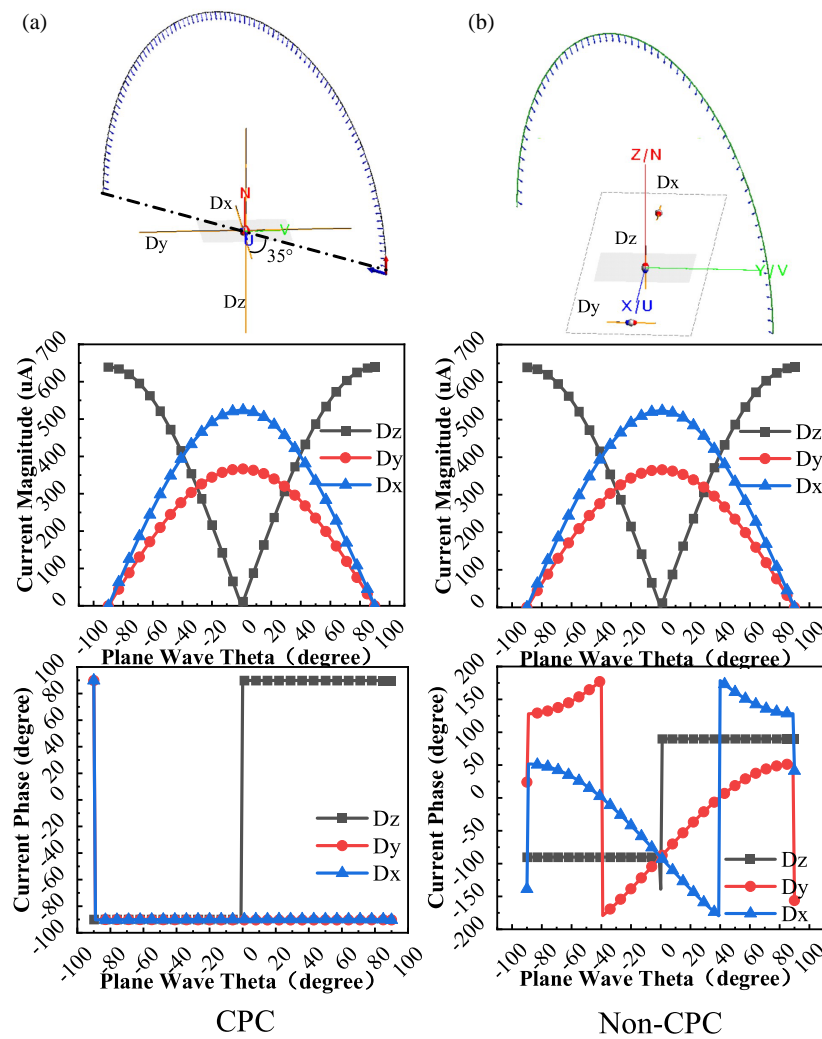 (a)
N
Dx
V
Dy
U
35°
Dz
Current Magnitude (uA)
700
600
500
400
300
200
100
0
Dz
Dy
Dx
-100
-80
-60
-40
-20
0
20
40
60
80
100
Plane Wave Theta（degree）
Current Phase (degree)
100
80
60
40
20
0
-20
-40
-60
-80
-100
Dz
Dy
Dx
-100
-80
-60
-40
-20
0
20
40
60
80
100
Plane Wave Theta（degree）
CPC
(b)
Z/N
Dx
Dz
Y/V
X/U
Dy
Current Magnitude (uA)
700
600
500
400
300
200
100
0
Dz
Dy
Dx
-100
-80
-60
-40
-20
0
20
40
60
80
100
Plane Wave Theta（degree）
Current Phase (degree)
200
150
100
50
0
-50
-100
-150
-200
Dz
Dy
Dx
-100
-80
-60
-40
-20
0
20
40
60
80
100
Plane Wave Theta（degree）
Non-CPC